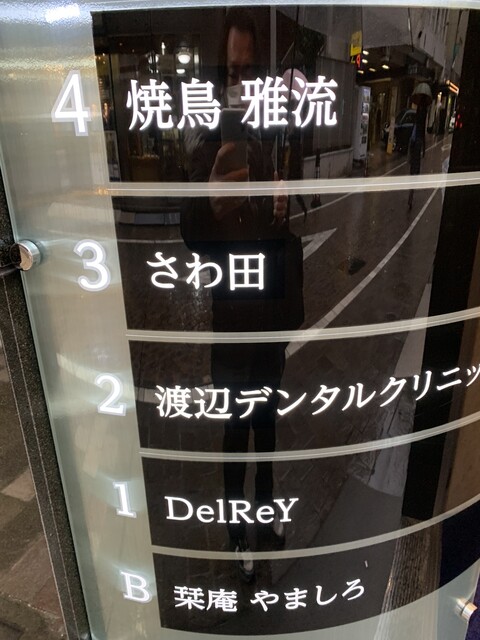 4 焼鳥 雅流
3 さわ田
2 渡辺デンタルクリニッ
1 DelReY
B 栞庵 やましろ